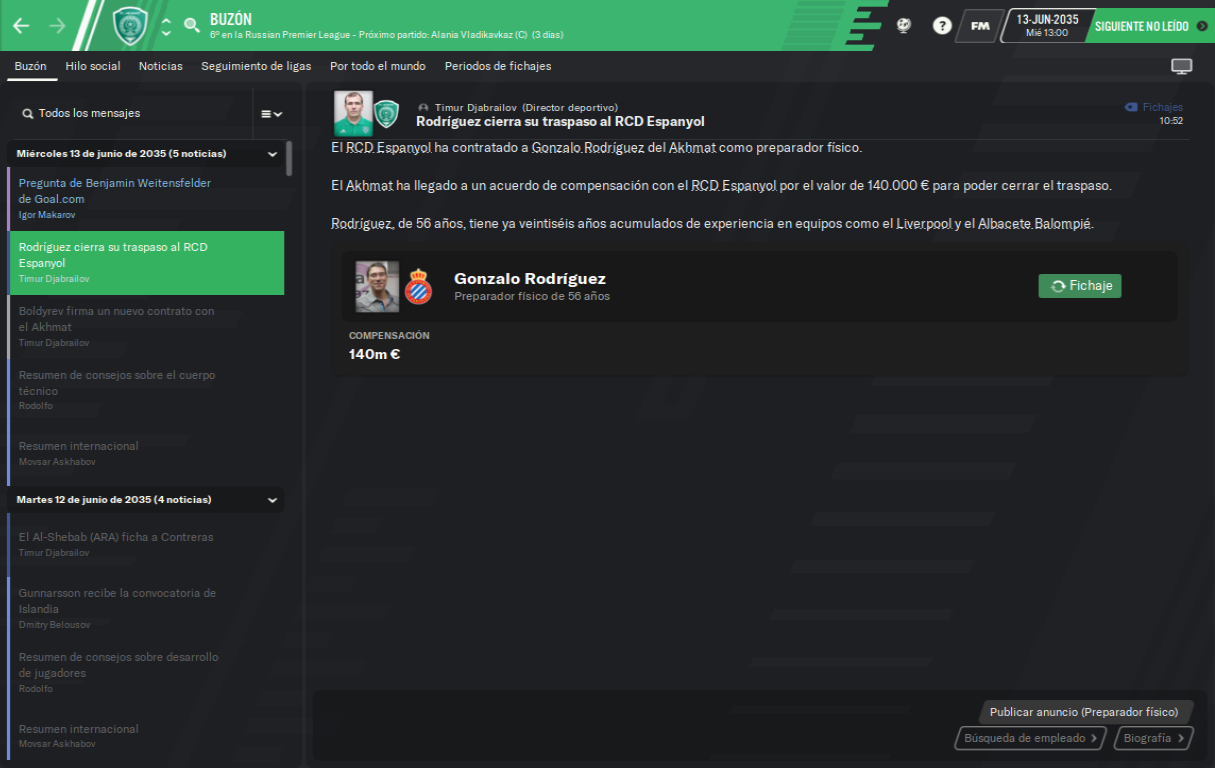 BUZÓN
6º en la Russian Premier League - Próximo partido: Alania Vladikavkaz (C) (3 días)
?
FM
13-JUN-2035
Mié 13:00
SIGUIENTE NO LEÍDO
Buzón
Hilo social
Noticias
Seguimiento de ligas
Por todo el mundo
Periodos de fichajes
Todos los mensajes
Miércoles 13 de junio de 2035 (5 noticias)
Pregunta de Benjamin Weitensfelder
de Goal.com
Igor Makarov
Rodríguez cierra su traspaso al RCD
Espanyol
Timur Djabrailov
Boldyrev firma un nuevo contrato con
el Akhmat
Timur Djabrailov
Resumen de consejos sobre el cuerpo
técnico
Rodolfo
Resumen internacional
Movsar Askhabov
Martes 12 de junio de 2035 (4 noticias)
El Al-Shebab (ARA) ficha a Contreras
Timur Djabrailov
Gunnarsson recibe la convocatoria de
Islandia
Dmitry Belousov
Resumen de consejos sobre desarrollo
de jugadores
Rodolfo
Resumen internacional
Movsar Askhabov
Timur Djabrailov (Director deportivo)
Rodríguez cierra su traspaso al RCD Espanyol
Fichajes
10:52
El RCD Espanyol ha contratado a Gonzalo Rodríguez del Akhmat como preparador físico.
El Akhmat ha llegado a un acuerdo de compensación con el RCD Espanyol por el valor de 140.000 € para poder cerrar el traspaso.
Rodríguez, de 56 años, tiene ya veintiséis años acumulados de experiencia en equipos como el Liverpool y el Albacete Balompié.
Gonzalo Rodríguez
Preparador físico de 56 años
Fichaje
COMPENSACIÓN
140m €
Publicar anuncio (Preparador físico)
Búsqueda de empleado
Biografía